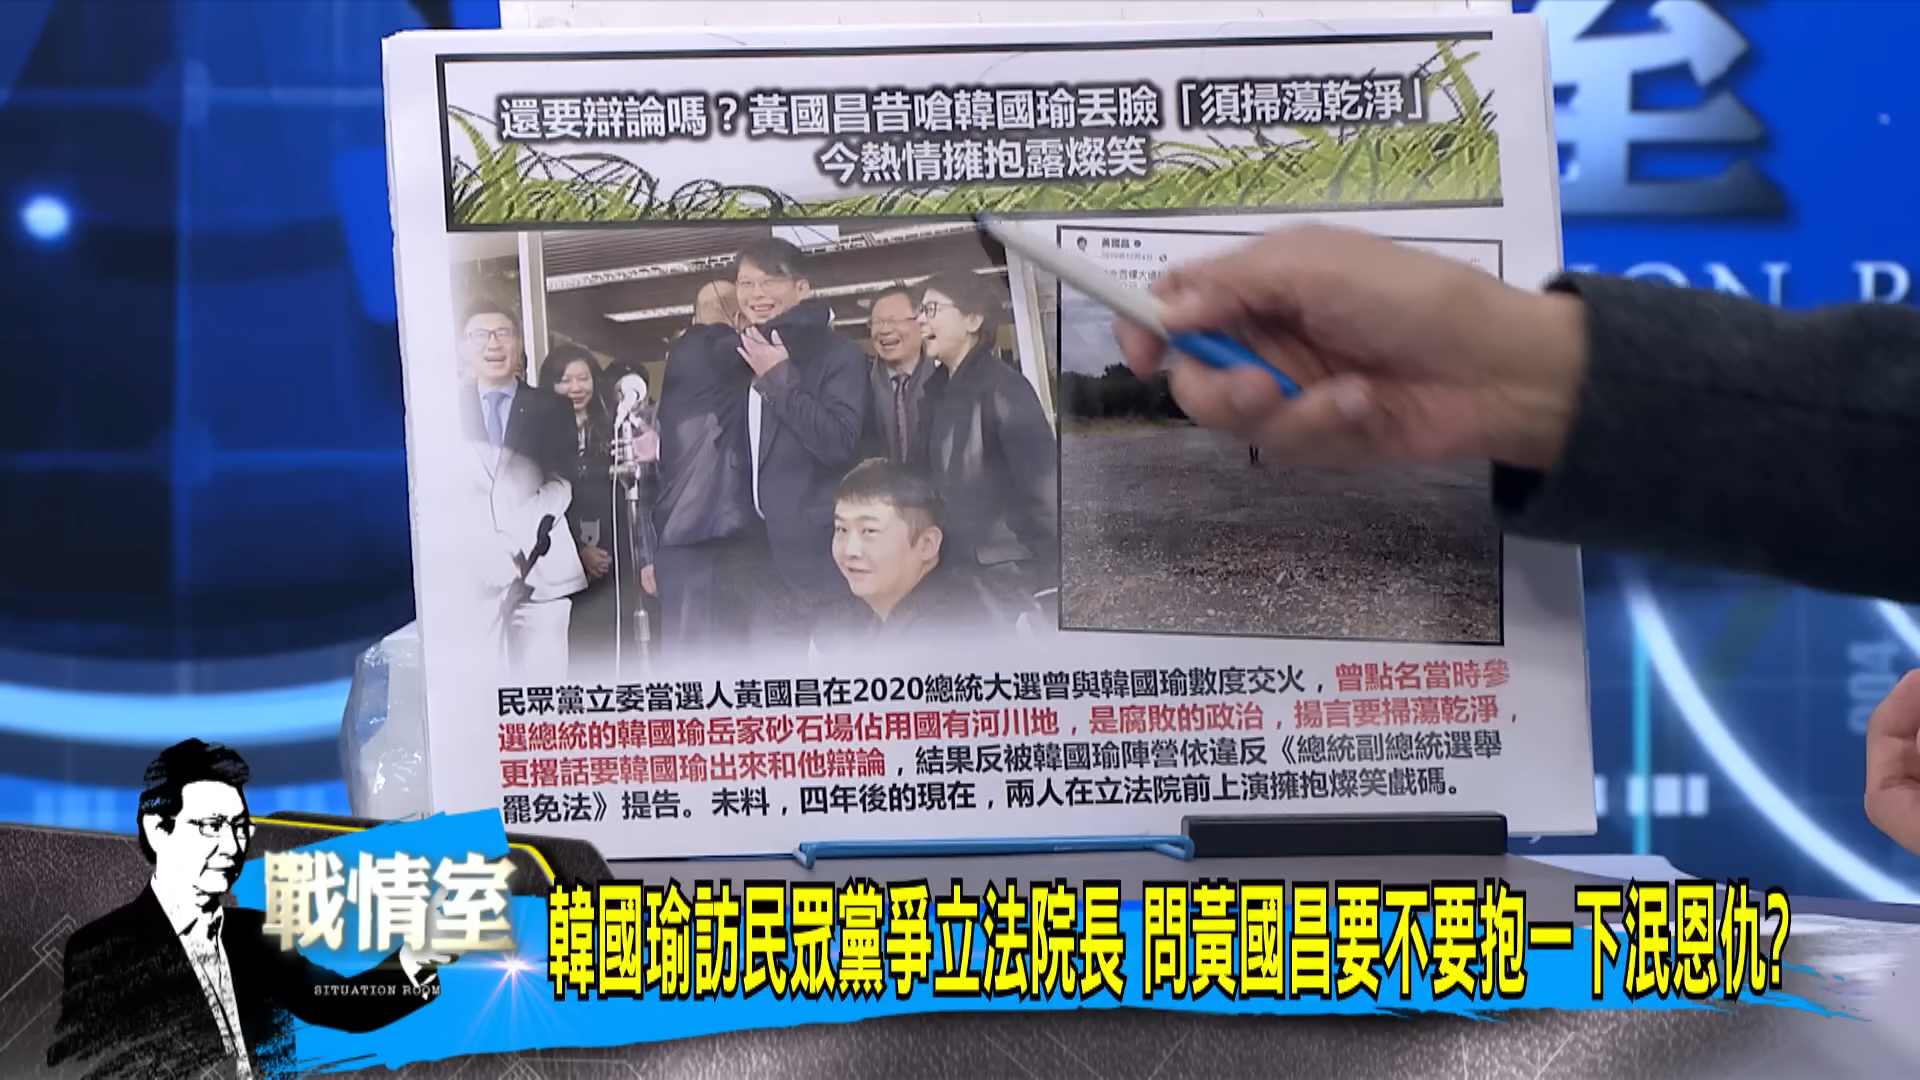 還要辯論嗎？黃國昌昔嗆韓國瑜丟臉「須掃蕩乾淨」
今熱情擁抱露燦笑
黃國昌
民眾黨立委當選人黃國昌在2020總統大選曾與韓國瑜數度交火，曾點名當時參
選總統的韓國瑜岳家砂石場佔用國有河川地，是腐敗的政治，揚言要掃蕩乾淨，
更撂話要韓國瑜出來和他辯論，結果反被韓國瑜陣營依違反《總統副總統選舉
罷免法》提告。未料，四年後的現在，兩人在立法院前上演擁抱燦笑戲碼。
戰情室
SITUATION ROOM
韓國瑜訪民眾黨爭立法院長 問黃國昌要不要抱一下泯恩仇?
室
ION R
004